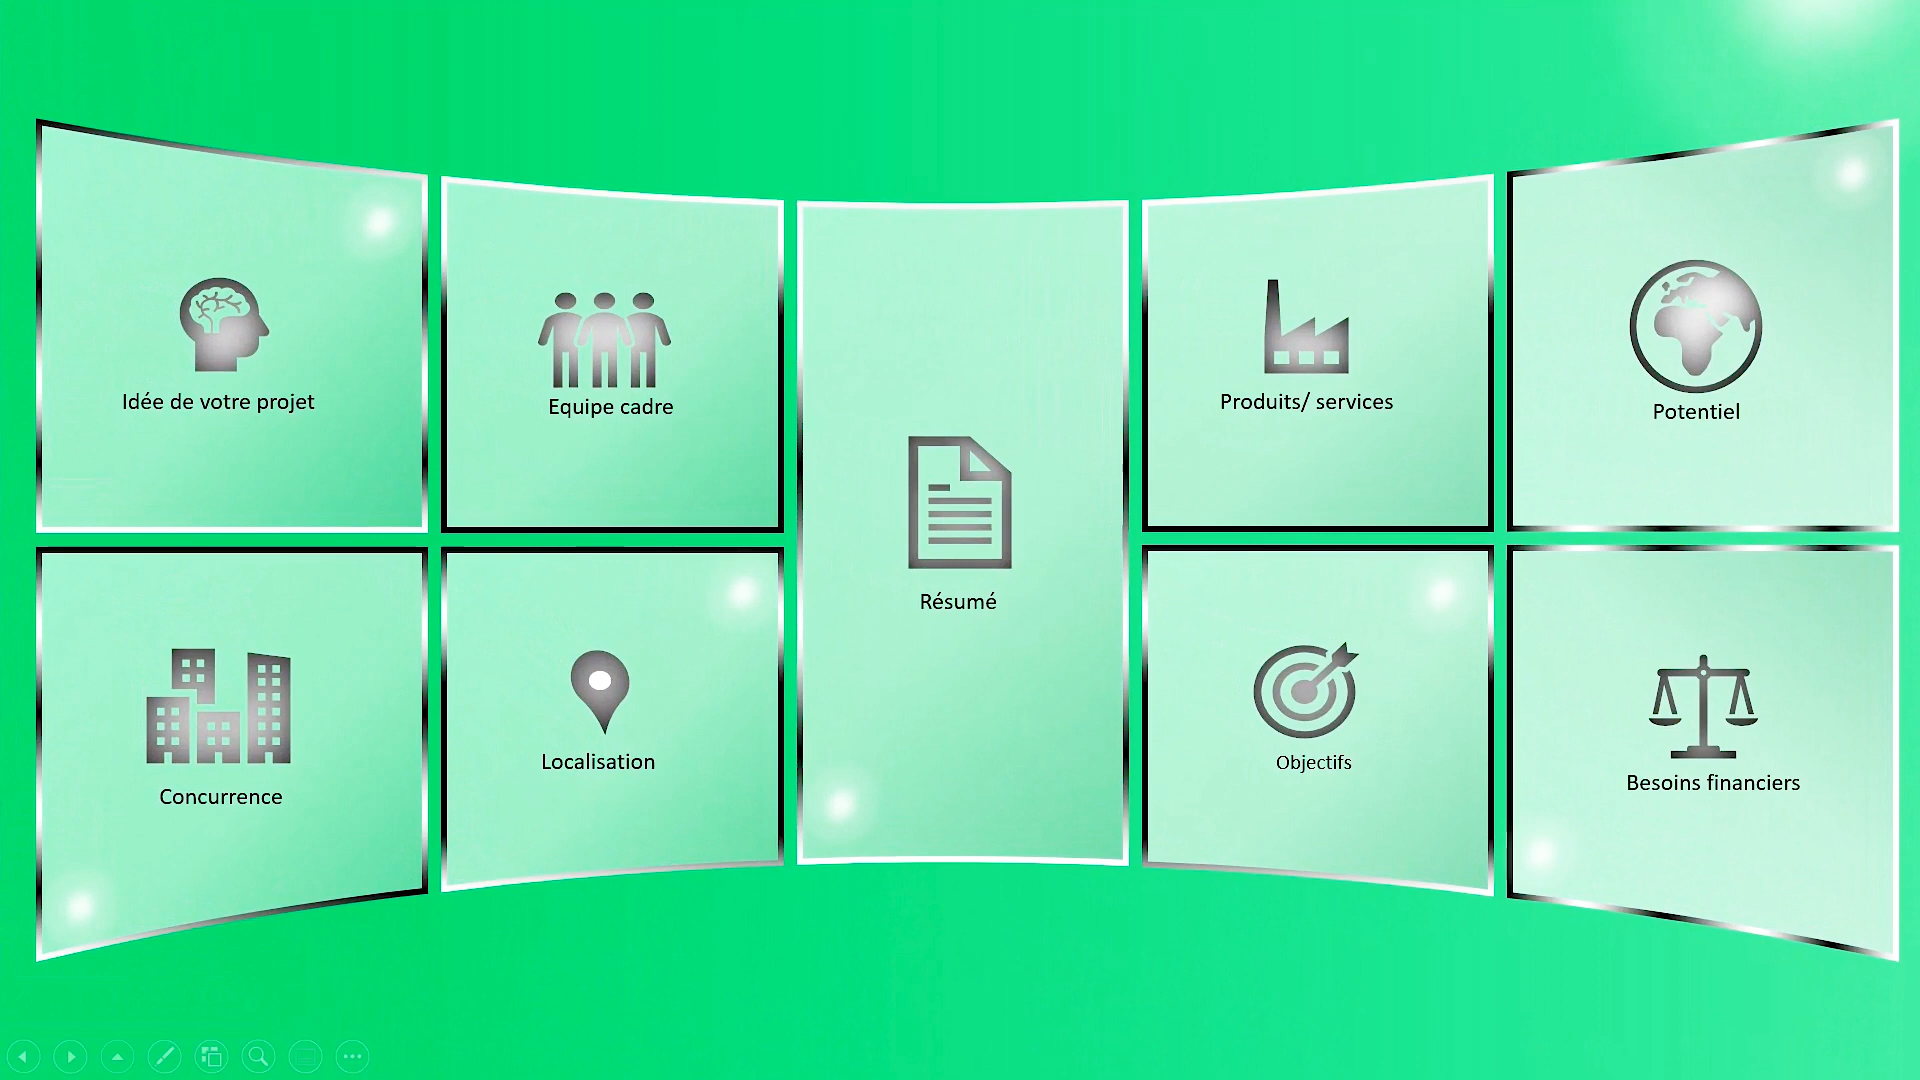 Idée de votre projet
Equipe cadre
Résumé
Produits/ services
Potentiel
Concurrence
Localisation
Objectifs
Besoins financiers